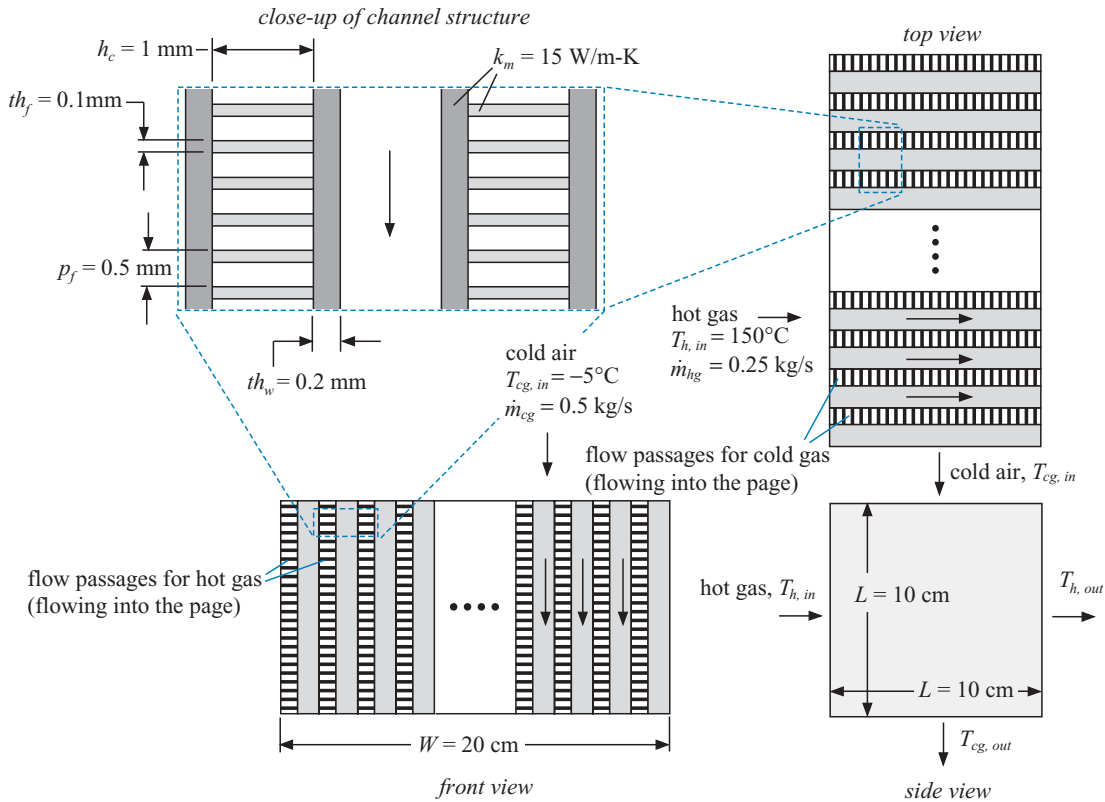 close-up of channel structure
h_c = 1 mm
k_m = 15 W/m-K
th_f = 0.1mm
p_f = 0.5 mm
th_w = 0.2 mm
cold air
T_cg, in = −5°C
ṁ_cg = 0.5 kg/s
top view
hot gas
T_h, in = 150°C
ṁ_hg = 0.25 kg/s
flow passages for cold gas
(flowing into the page)
flow passages for hot gas
(flowing into the page)
W = 20 cm
front view
cold air, T_cg, in
hot gas, T_h, in
L = 10 cm
T_h, out
L = 10 cm
T_cg, out
side view